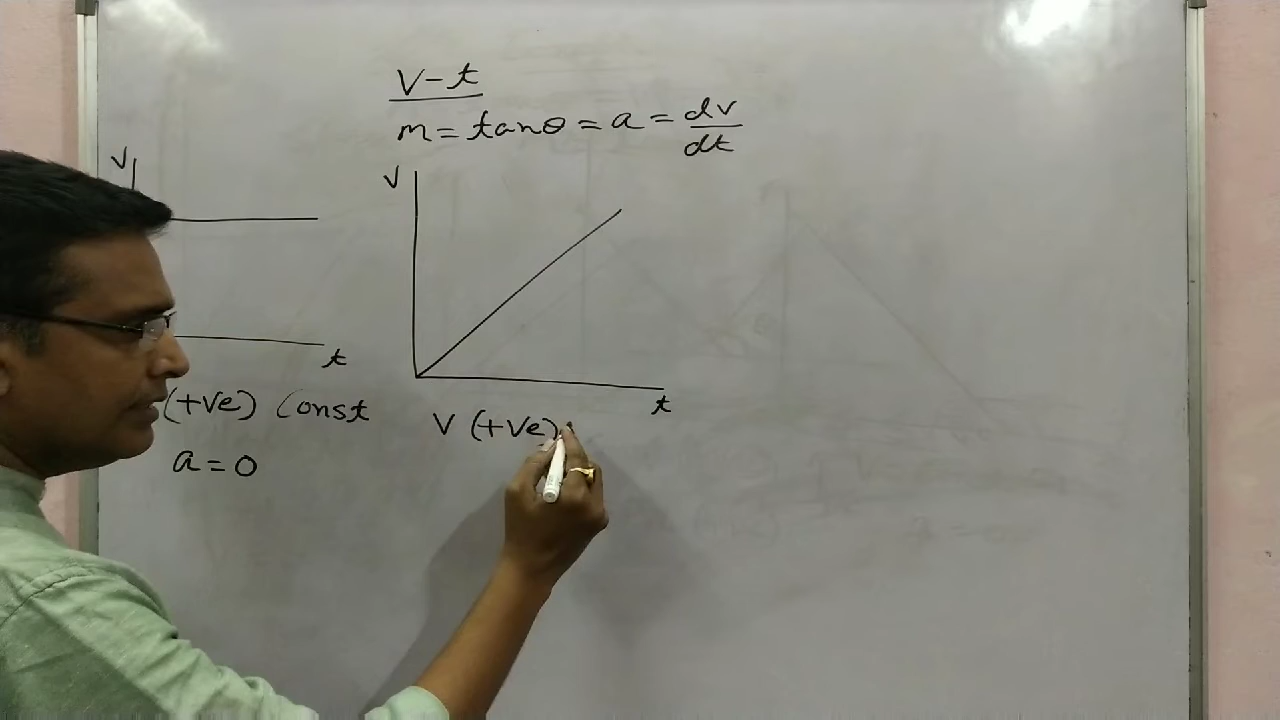 V-t
m = tanθ = a = dv/dt
V
t
(+ve) Const
a = 0
V
t
V (+ve)